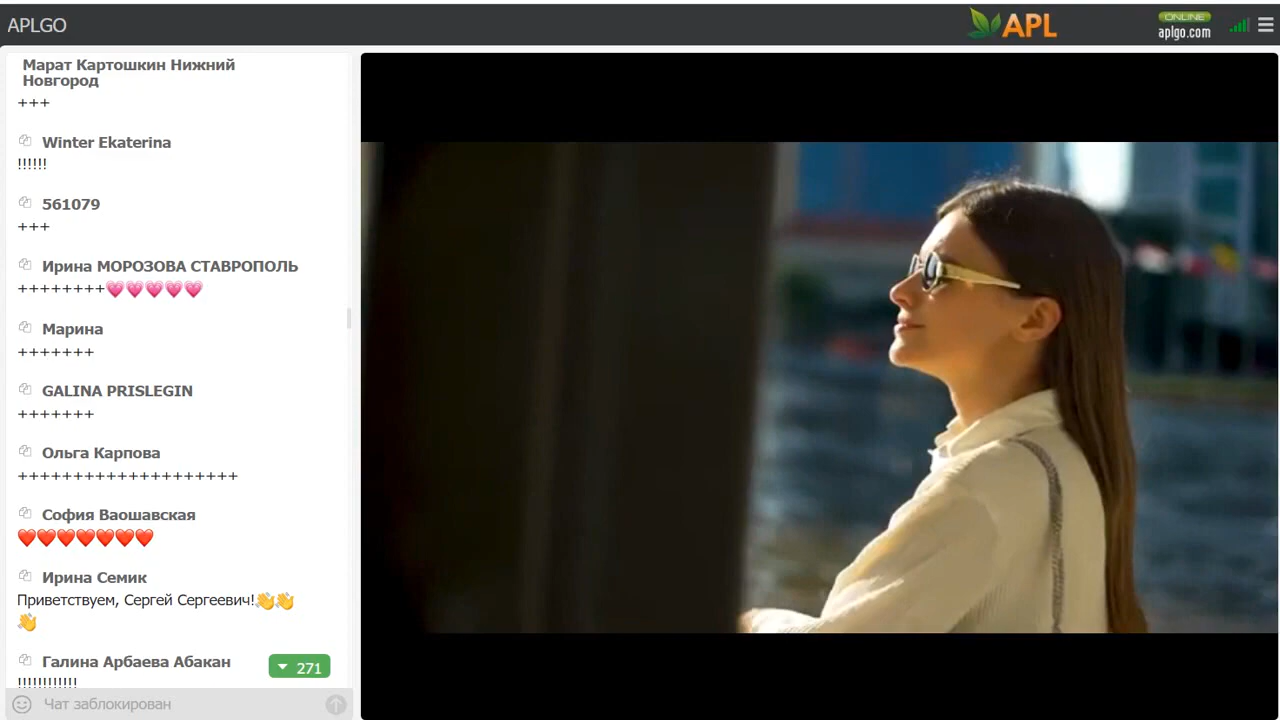 APLGO
APL
ONLINE
aplgo.com
Марат Картошкин Нижний
Новгород
+++
Winter Ekaterina
!!!!!!
561079
+++
Ирина МОРОЗОВА СТАВРОПОЛЬ
++++++++💗💗💗💗💗
Марина
+++++++
GALINA PRISLEGIN
+++++++
Ольга Карпова
++++++++++++++++++++
София Ваошавская
❤️❤️❤️❤️❤️❤️❤️
Ирина Семик
Приветствуем, Сергей Сергеевич!👋👋
👋
Галина Арбаева Абакан
271
!!!!!!!!!!!!
Чат заблокирован